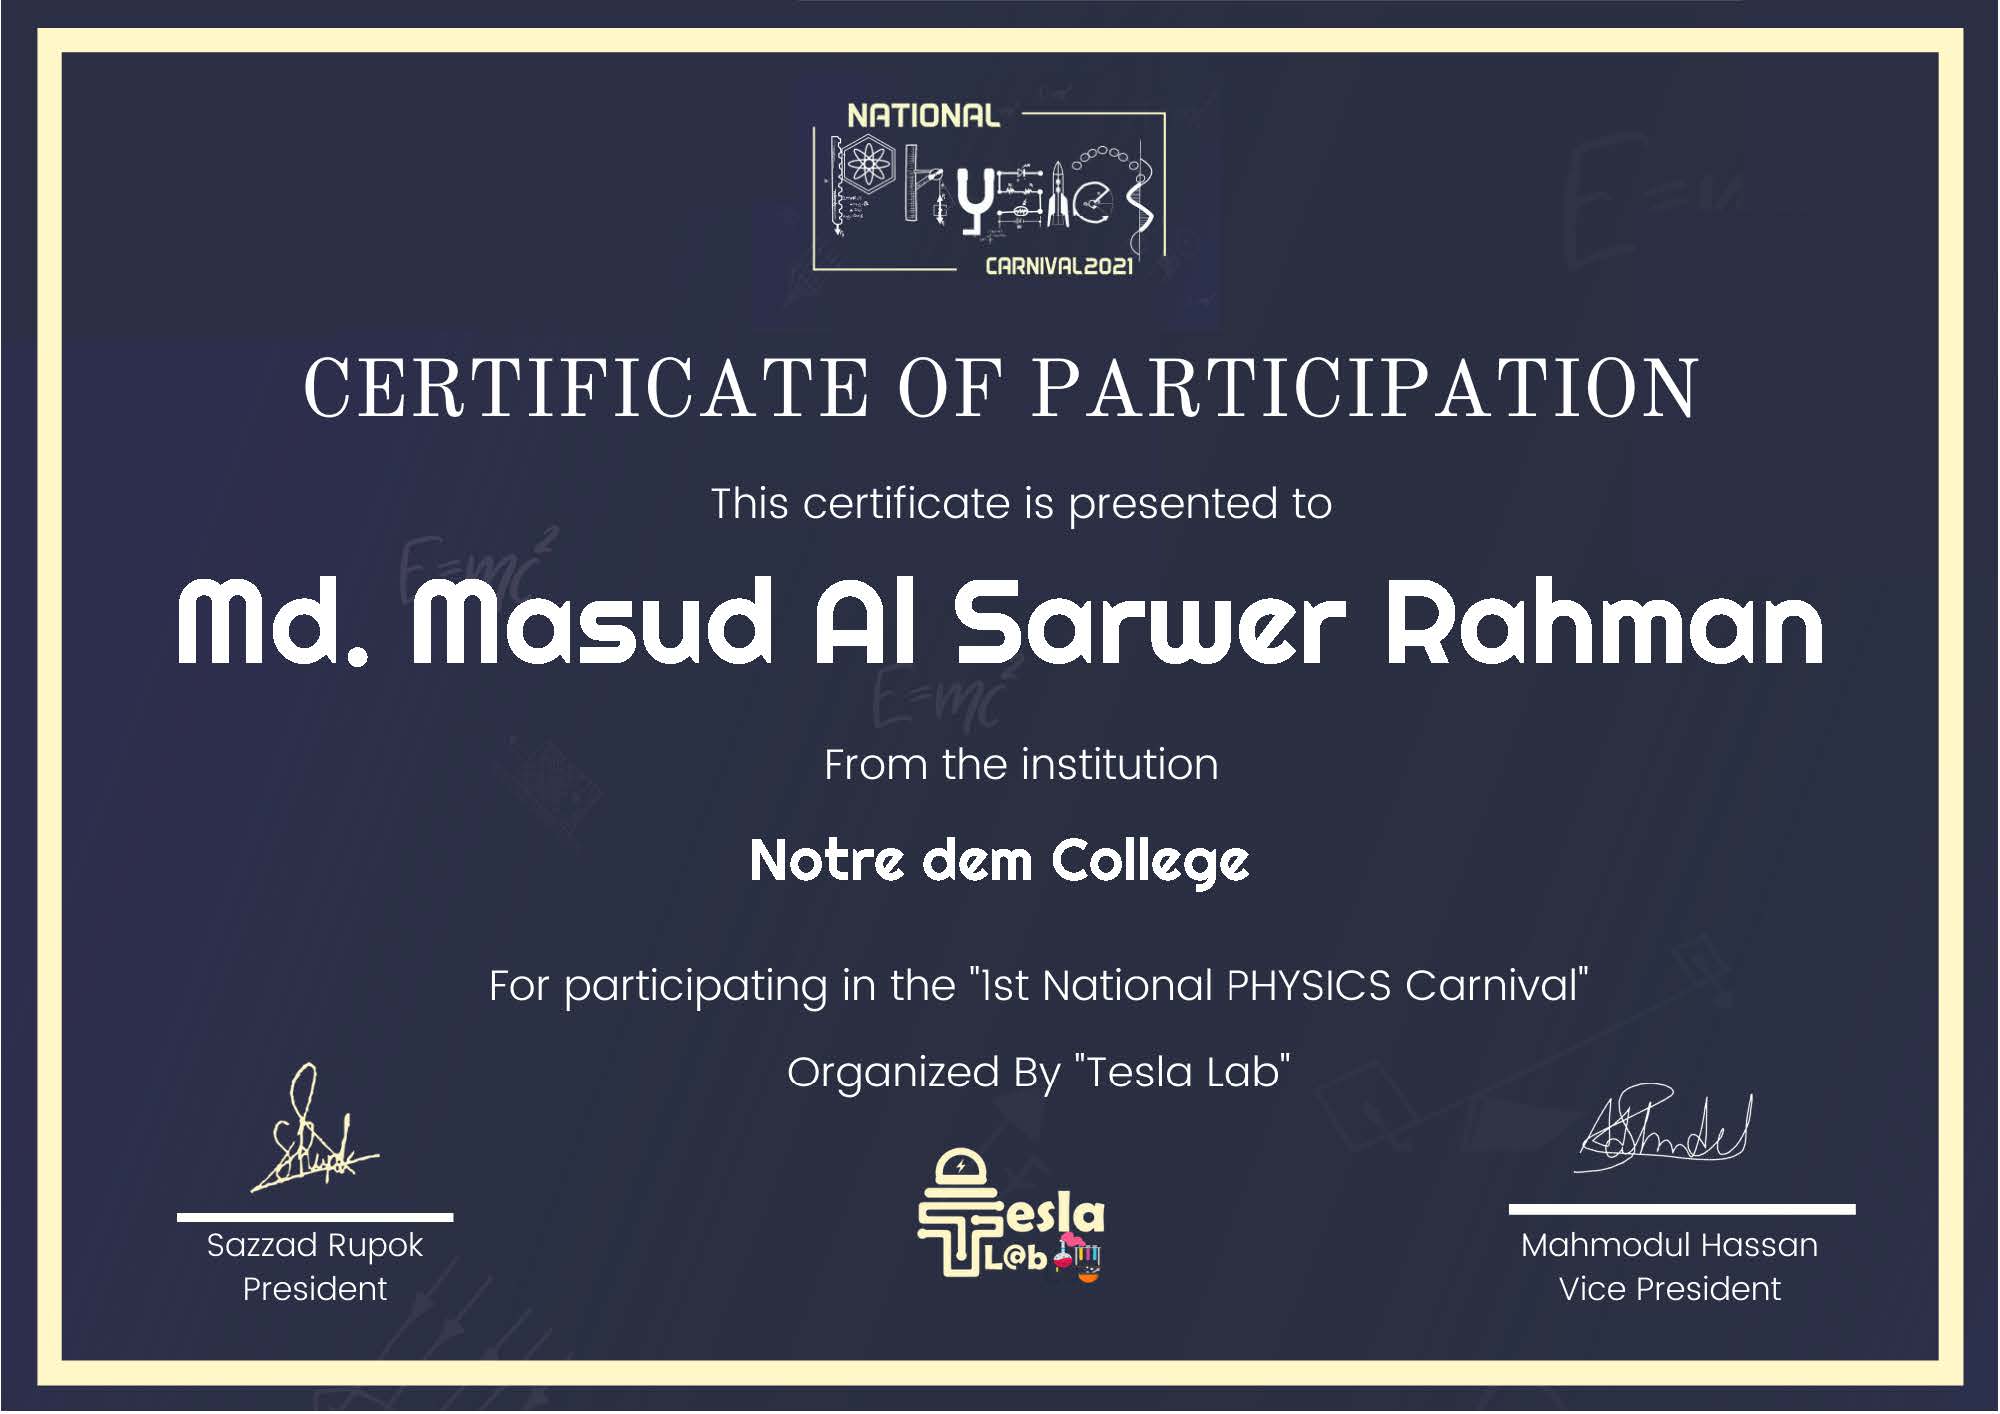 NATIONAL
Physics
CARNIVAL2021
CERTIFICATE OF PARTICIPATION
This certificate is presented to
E=mc²
Md. Masud Al Sarwer Rahman
E=mc²
From the institution
Notre dem College
For participating in the "1st National PHYSICS Carnival"
Organized By "Tesla Lab"
Tesla
L@b
Sazzad Rupok
President
Mahmodul Hassan
Vice President